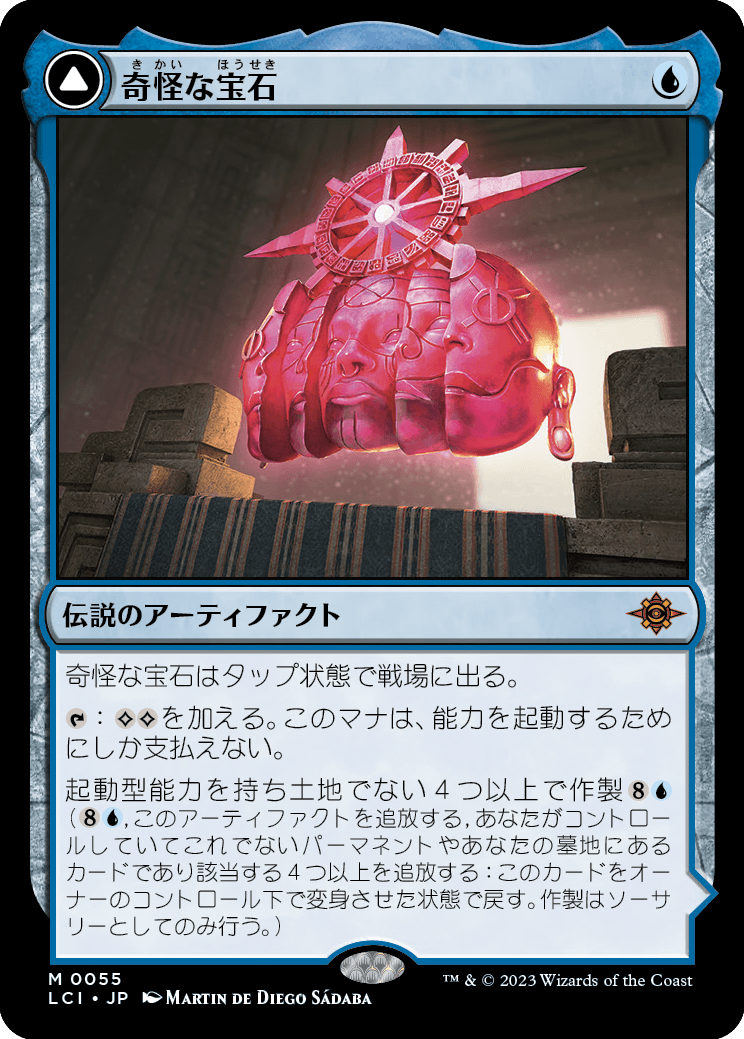 きかい ほうせき
奇怪な宝石
伝説のアーティファクト
奇怪な宝石はタップ状態で戦場に出る。
：を加える。このマナは、能力を起動するため
にしか支払えない。
起動型能力を持ち土地でない４つ以上で作製 8
（8,このアーティファクトを追放する,あなたがコントロー
ルしていてこれでないパーマネントやあなたの墓地にある
カードであり該当する４つ以上を追放する：このカードをオー
ナーのコントロール下で変身させた状態で戻す。作製はソーサ
リーとしてのみ行う。）
M 0055
LCI • JP Martin de Diego Sádaba
™ & © 2023 Wizards of the Coast